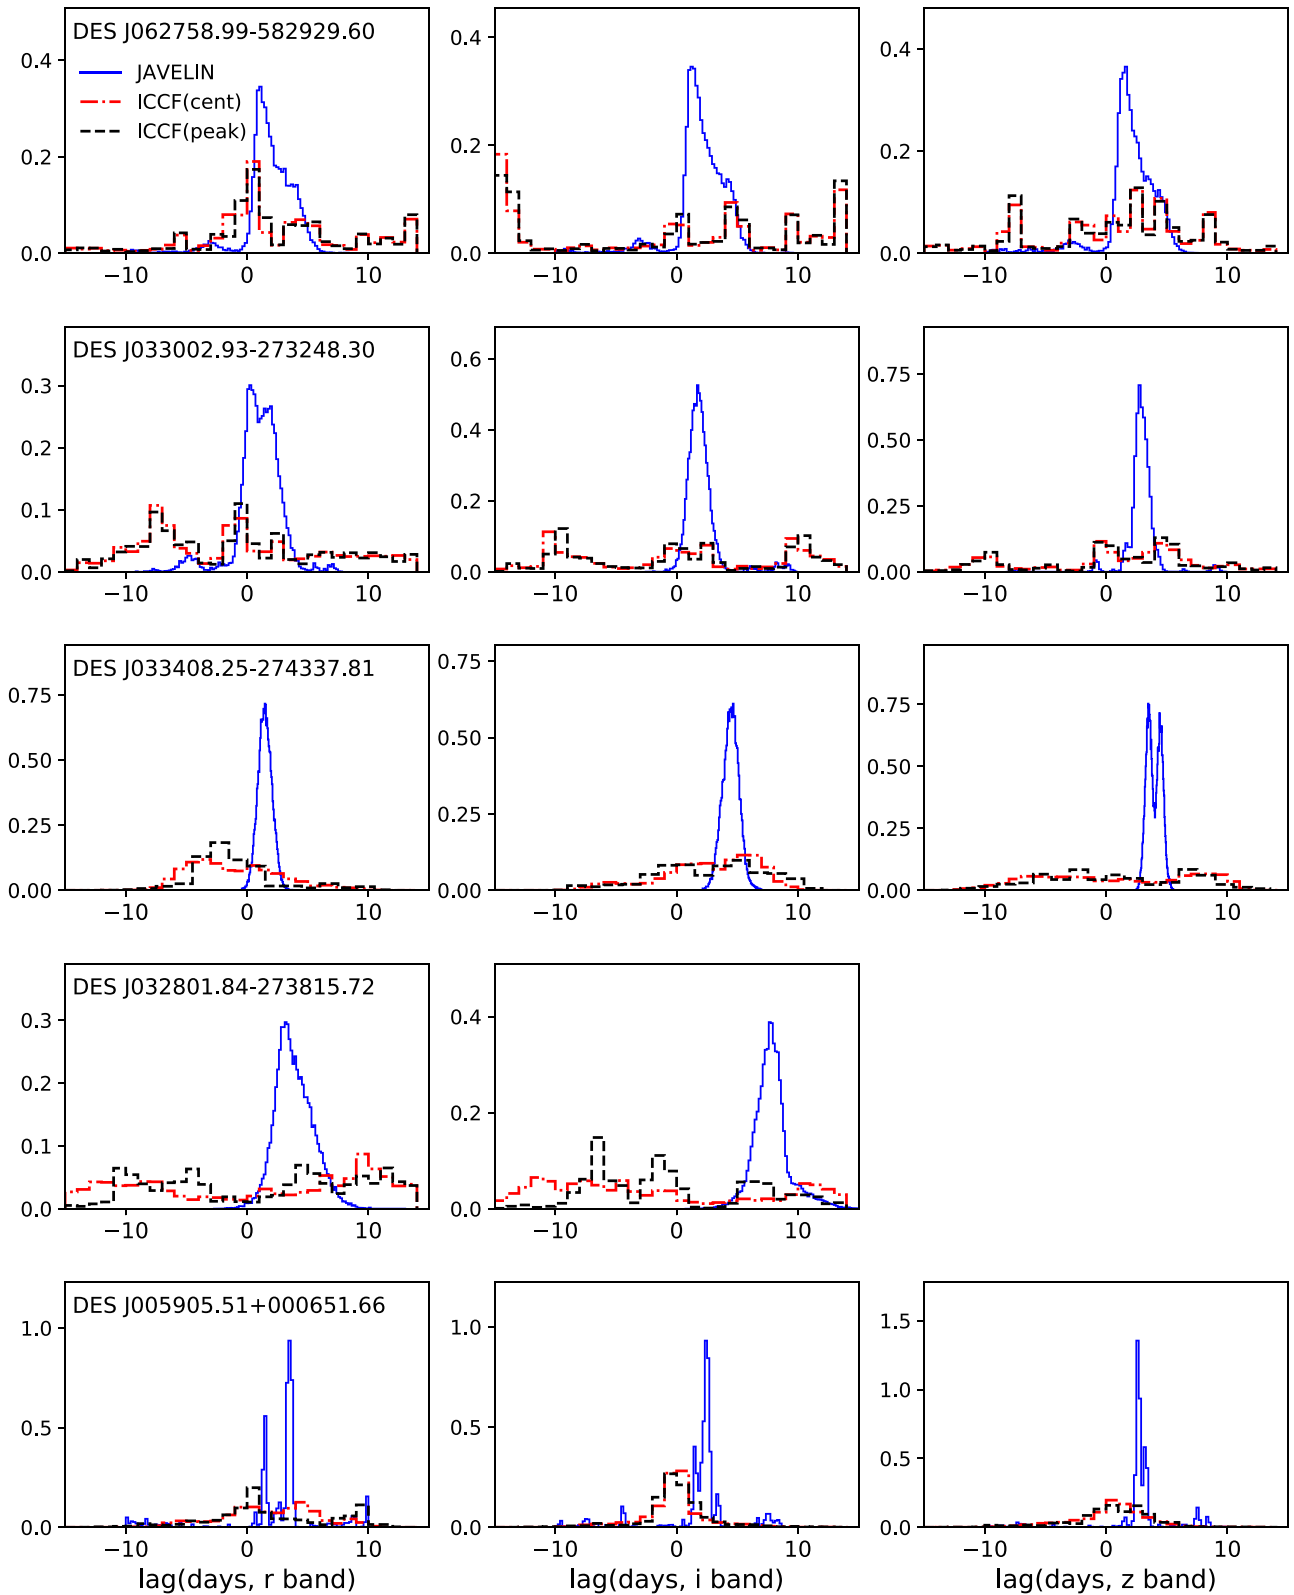 DES J062758.99-582929.60
JAVELIN
ICCF(cent)
ICCF(peak)
0.4
0.2
0.0
−10 0 10
0.4
0.2
0.0
−10 0 10
0.4
0.2
0.0
−10 0 10
DES J033002.93-273248.30
0.3
0.2
0.1
0.0
−10 0 10
0.6
0.4
0.2
0.0
−10 0 10
0.75
0.50
0.25
0.00
−10 0 10
DES J033408.25-274337.81
0.75
0.50
0.25
0.00
−10 0 10
0.75
0.50
0.25
0.00
−10 0 10
0.75
0.50
0.25
0.00
−10 0 10
DES J032801.84-273815.72
0.3
0.2
0.1
0.0
−10 0 10
0.4
0.2
0.0
−10 0 10
DES J005905.51+000651.66
1.0
0.5
0.0
−10 0 10
lag(days, r band)
1.0
0.5
0.0
−10 0 10
lag(days, i band)
1.5
1.0
0.5
0.0
−10 0 10
lag(days, z band)